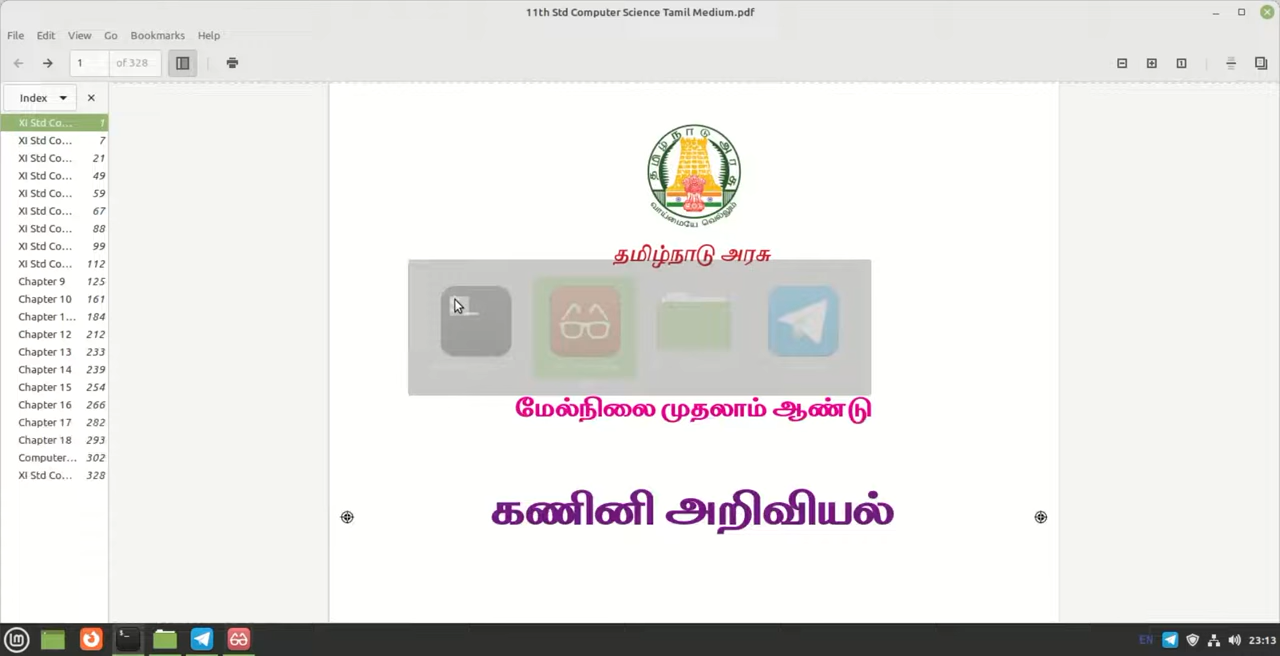 11th Std Computer Science Tamil Medium.pdf
File Edit View Go Bookmarks Help
1 of 328
Index
XI Std Co... 1
XI Std Co... 7
XI Std Co... 21
XI Std Co... 49
XI Std Co... 59
XI Std Co... 67
XI Std Co... 88
XI Std Co... 99
XI Std Co... 112
Chapter 9 125
Chapter 10 161
Chapter 1... 184
Chapter 12 212
Chapter 13 233
Chapter 14 239
Chapter 15 254
Chapter 16 266
Chapter 17 282
Chapter 18 293
Computer... 302
XI Std Co... 328
தமிழ்நாடு அரசு
வாய்மையே வெல்லும்
தமிழ்நாடு அரசு
மேல்நிலை முதலாம் ஆண்டு
கணினி அறிவியல்
EN 23:13